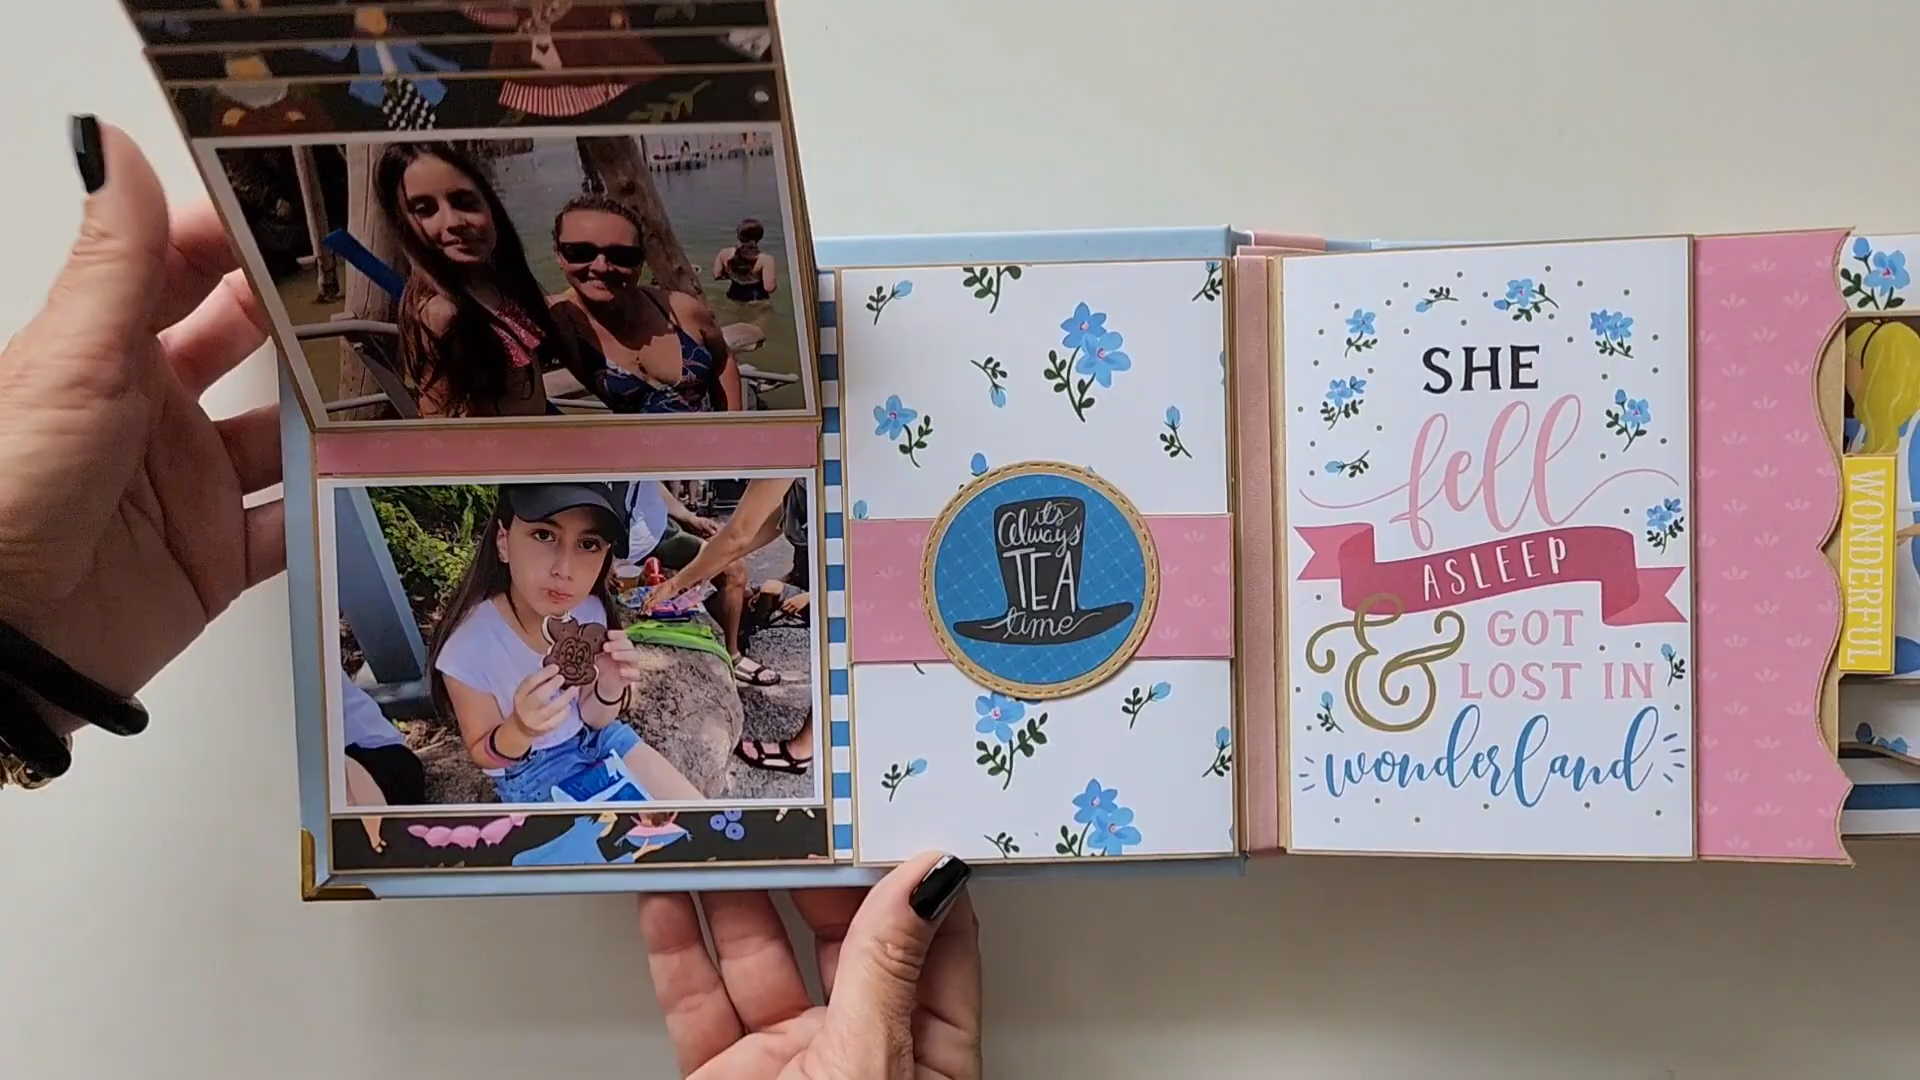 it's
Always
TEA
time
SHE
fell
ASLEEP
& GOT
LOST IN
wonderland
WONDERFUL